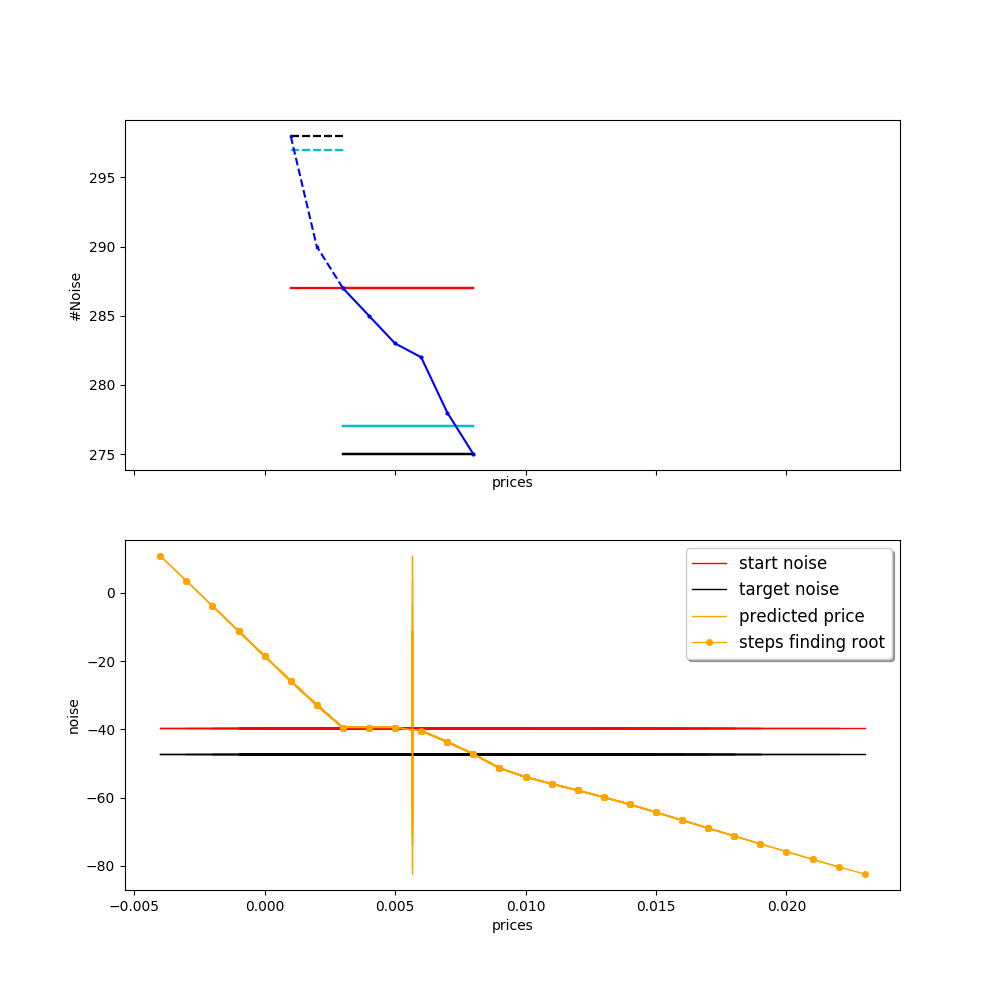 295
290
285
280
275
#Noise
prices
start noise
target noise
predicted price
steps finding root
0
−20
−40
−60
−80
noise
−0.005 0.000 0.005 0.010 0.015 0.020
prices